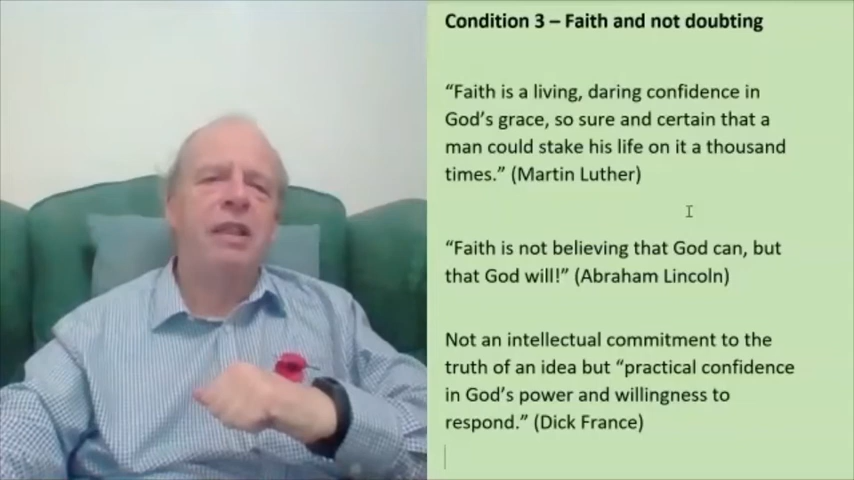 Condition 3 – Faith and not doubting
“Faith is a living, daring confidence in
God’s grace, so sure and certain that a
man could stake his life on it a thousand
times.” (Martin Luther)
“Faith is not believing that God can, but
that God will!” (Abraham Lincoln)
Not an intellectual commitment to the
truth of an idea but “practical confidence
in God’s power and willingness to
respond.” (Dick France)